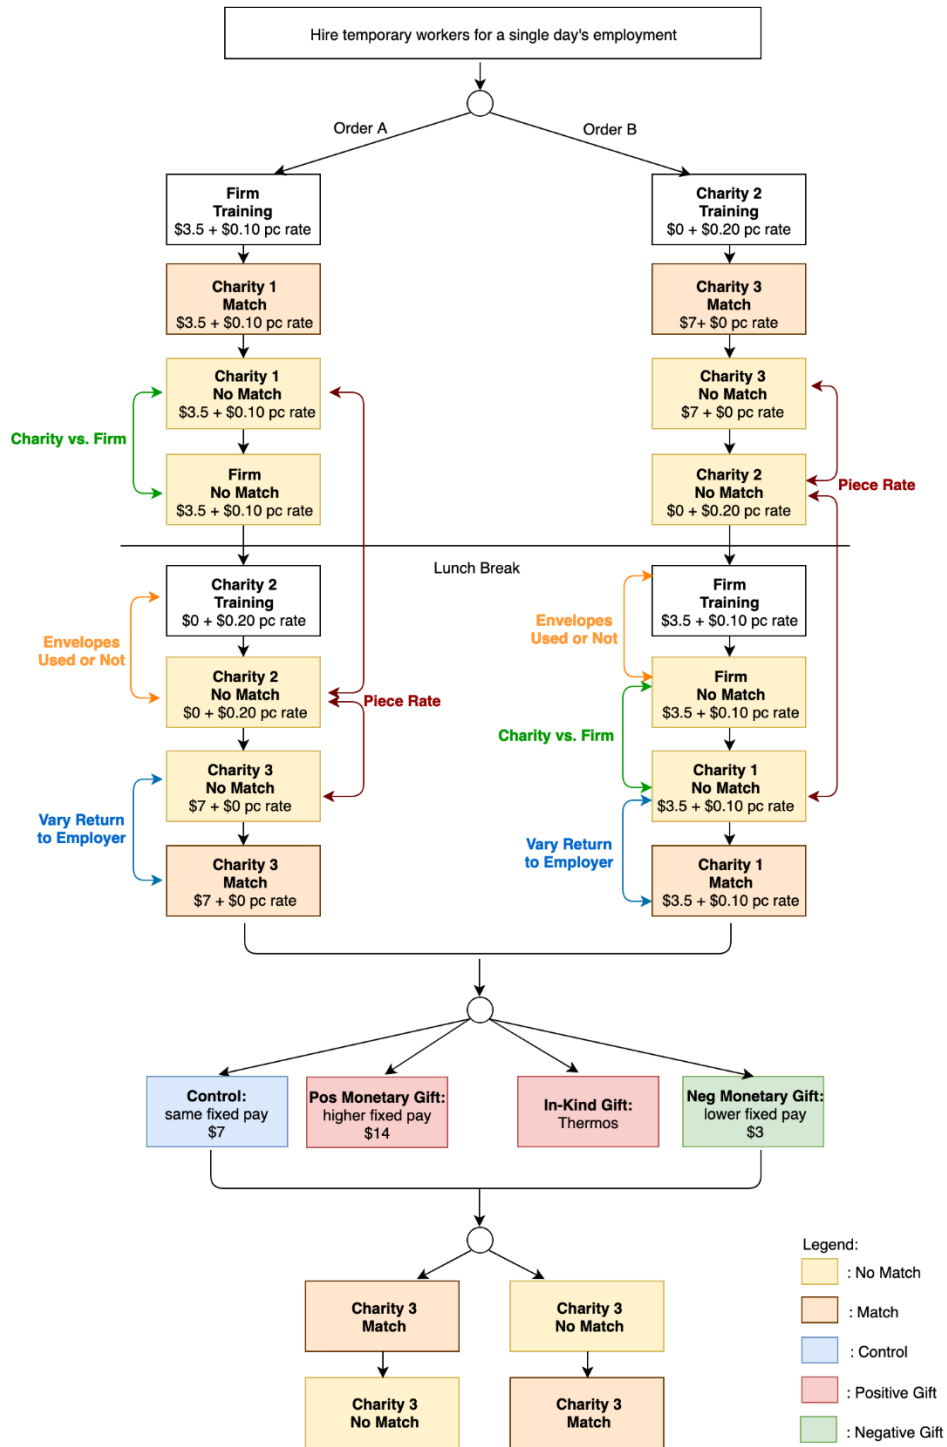 Hire temporary workers for a single day's employment
Order A
Order B
Firm
Training
$3.5 + $0.10 pc rate
Charity 2
Training
$0 + $0.20 pc rate
Charity 1
Match
$3.5 + $0.10 pc rate
Charity 3
Match
$7+ $0 pc rate
Charity 1
No Match
$3.5 + $0.10 pc rate
Charity 3
No Match
$7 + $0 pc rate
Charity vs. Firm
Firm
No Match
$3.5 + $0.10 pc rate
Charity 2
No Match
$0 + $0.20 pc rate
Piece Rate
Lunch Break
Charity 2
Training
$0 + $0.20 pc rate
Firm
Training
$3.5 + $0.10 pc rate
Envelopes
Used or Not
Envelopes
Used or Not
Charity 2
No Match
$0 + $0.20 pc rate
Piece Rate
Firm
No Match
$3.5 + $0.10 pc rate
Charity vs. Firm
Charity 3
No Match
$7 + $0 pc rate
Charity 1
No Match
$3.5 + $0.10 pc rate
Vary Return
to Employer
Vary Return
to Employer
Charity 3
Match
$7 + $0 pc rate
Charity 1
Match
$3.5 + $0.10 pc rate
Control:
same fixed pay
$7
Pos Monetary Gift:
higher fixed pay
$14
In-Kind Gift:
Thermos
Neg Monetary Gift:
lower fixed pay
$3
Charity 3
Match
Charity 3
No Match
Charity 3
No Match
Charity 3
Match
Legend:
: No Match
: Match
: Control
: Positive Gift
: Negative Gift